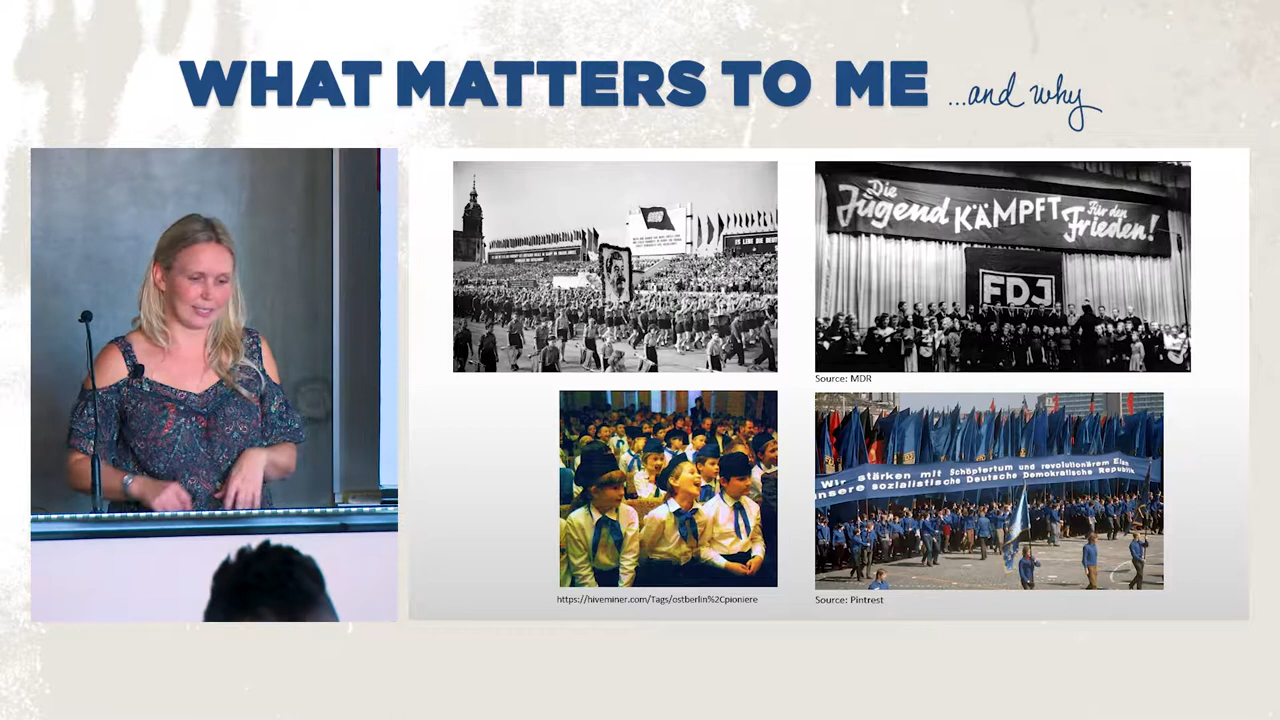 WHAT MATTERS TO ME ...and why
Die
Jugend KÄMPFT Für den
Frieden!
FDJ
Source: MDR
Wir stärken mit Schöpfertum und revolutionärem Elan
unsere sozialistische Deutsche Demokratische Republik
https://hiveminer.com/Tags/ostberlin%2Cpioniere
Source: Pintrest